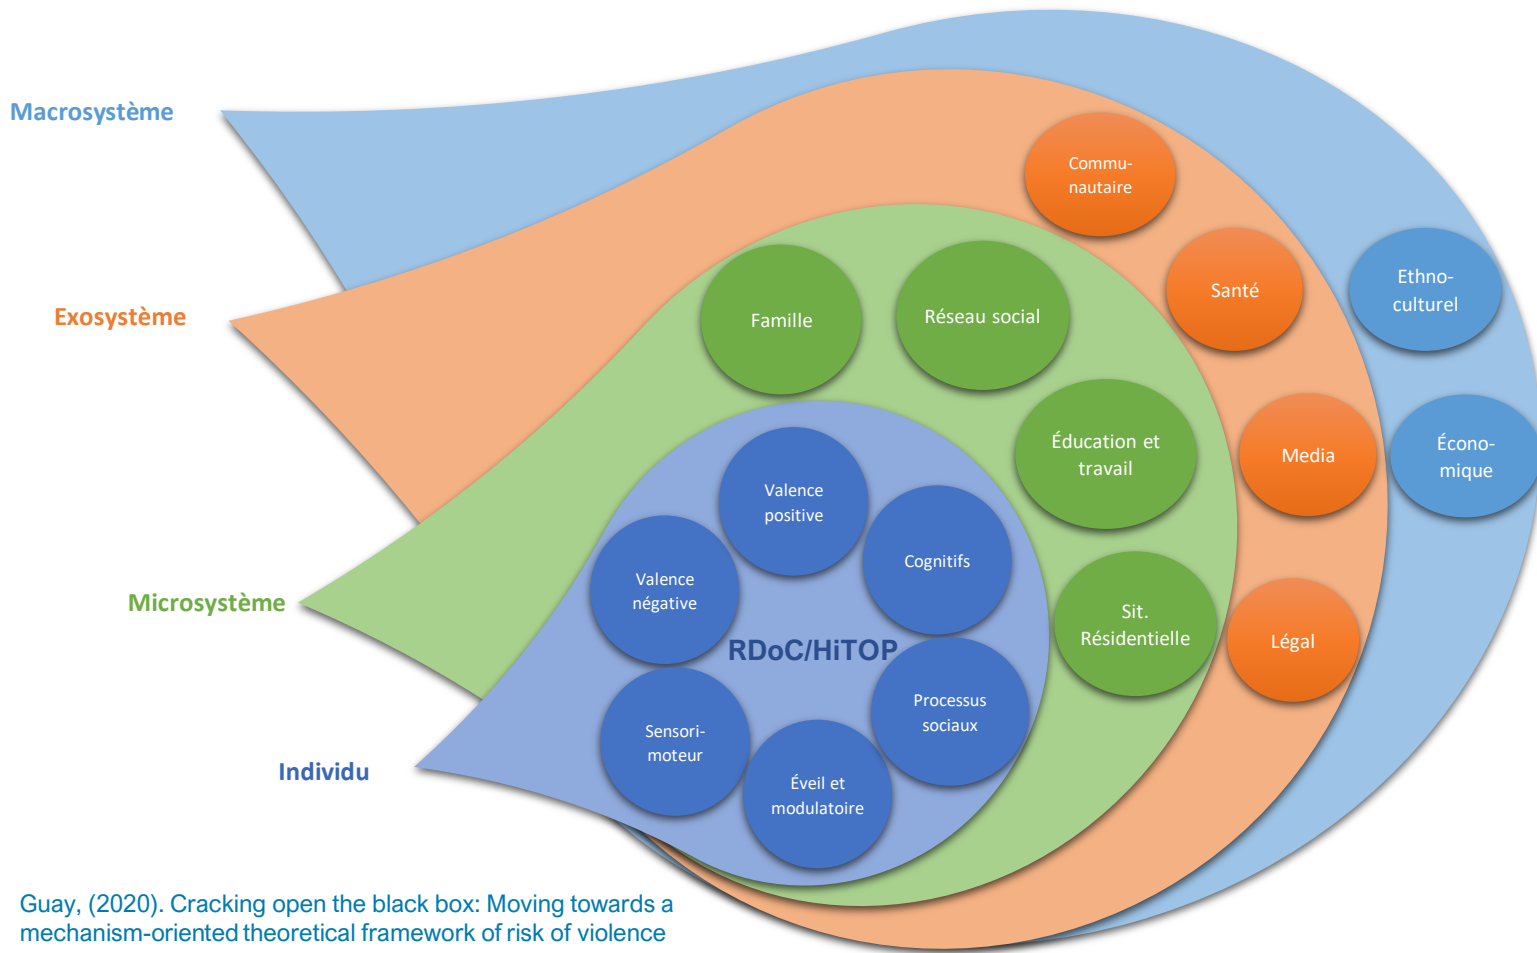 Macrosystème
Exosystème
Microsystème
Individu
Commu-
nautaire
Santé
Media
Légal
Ethno-
culturel
Écono-
mique
Famille
Réseau social
Éducation et
travail
Sit.
Résidentielle
Valence
positive
Cognitifs
Valence
négative
RDoC/HiTOP
Processus
sociaux
Sensori-
moteur
Éveil et
modulatoire
Guay, (2020). Cracking open the black box: Moving towards a
mechanism-oriented theoretical framework of risk of violence